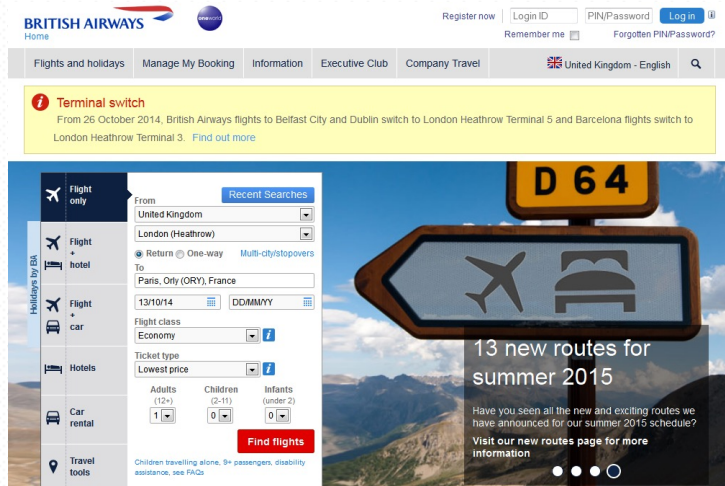 BRITISH AIRWAYS
oneworld
Home
Register now
Login ID
PIN/Password
Log in
Remember me
Forgotten PIN/Password?
Flights and holidays
Manage My Booking
Information
Executive Club
Company Travel
United Kingdom - English
Terminal switch
From 26 October 2014, British Airways flights to Belfast City and Dublin switch to London Heathrow Terminal 5 and Barcelona flights switch to
London Heathrow Terminal 3. Find out more
Holidays by BA
Flight
only
Flight
+
hotel
Flight
+
car
Hotels
Car
rental
Travel
tools
From
Recent Searches
United Kingdom
London (Heathrow)
Return One-way Multi-city/stopovers
To
Paris, Orly (ORY), France
13/10/14 DD/MM/YY
Flight class
Economy
Ticket type
Lowest price
Adults Children Infants
(12+) (2-11) (under 2)
1 0 0
Find flights
Children travelling alone, 9+ passengers, disability
assistance, see FAQs
D 64
13 new routes for
summer 2015
Have you seen all the new and exciting routes we
have announced for our summer 2015 schedule?
Visit our new routes page for more
information